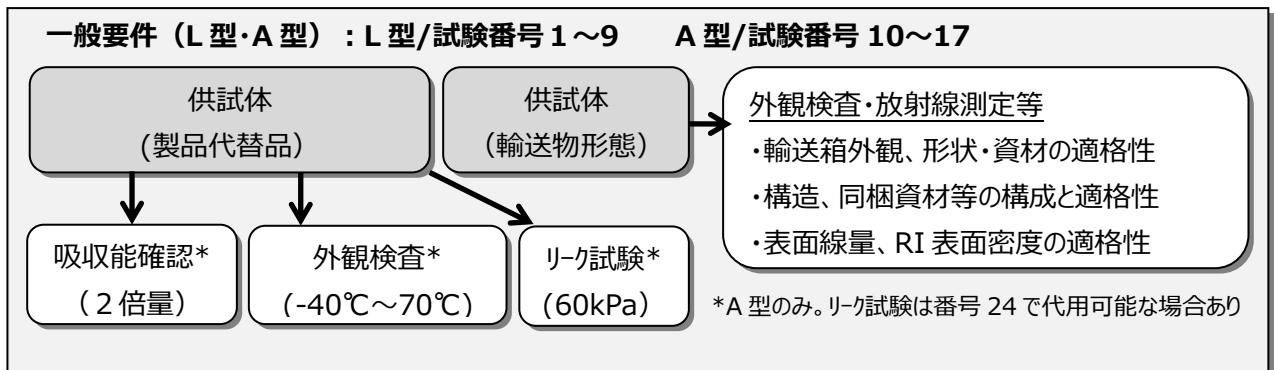 一般要件（L型･A型）：L型/試験番号1～9　　A型/試験番号10～17
供試体
(製品代替品）
供試体
（輸送物形態）
外観検査･放射線測定等
･輸送箱外観、形状･資材の適格性
･構造、同梱資材等の構成と適格性
･表面線量、RI表面密度の適格性
吸収能確認*
（２倍量）
外観検査*
(-40℃～70℃)
ﾘｰｸ試験*
(60kPa）
*A型のみ。ﾘｰｸ試験は番号24で代用可能な場合あり